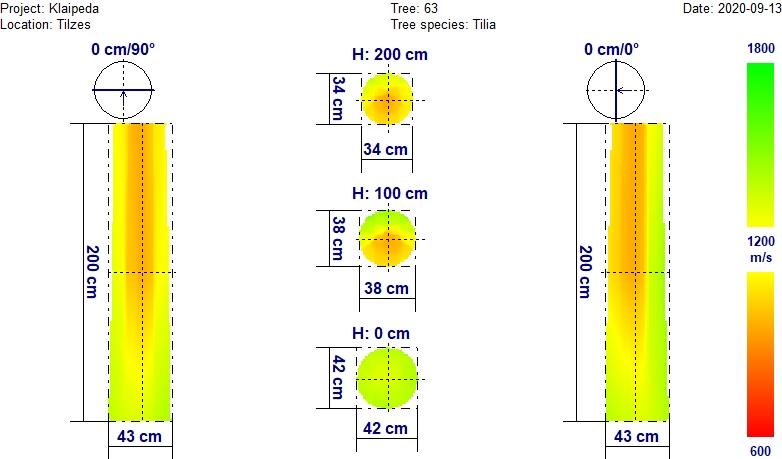 Project: Klaipeda
Tree: 63
Date: 2020-09-13
Location: Tilzes
Tree species: Tilia
0 cm/90°
H: 200 cm
0 cm/0°
1800
34 cm
34 cm
H: 100 cm
38 cm
200 cm
200 cm
1200
m/s
38 cm
H: 0 cm
42 cm
43 cm
42 cm
43 cm
600